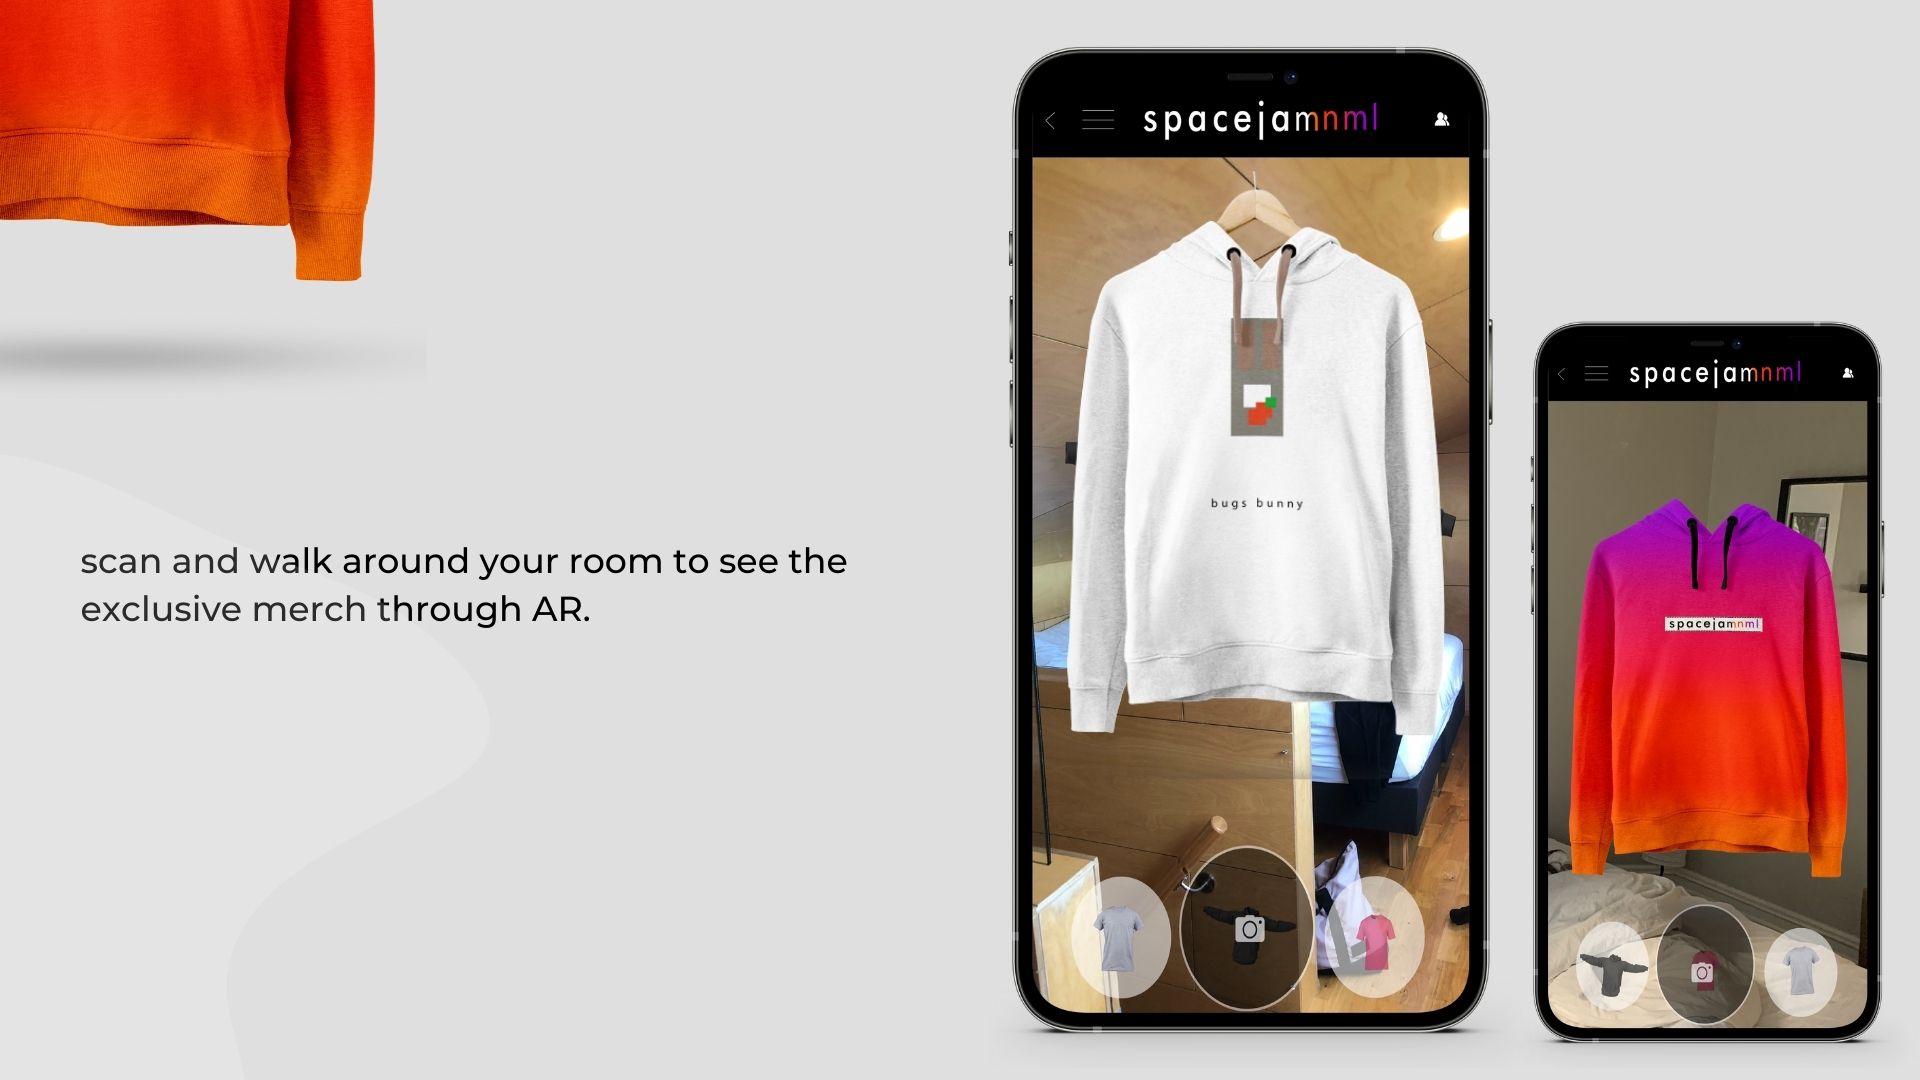 scan and walk around your room to see the
exclusive merch through AR.
spacejamnml
bugs bunny
spacejamnml
spacejamnml